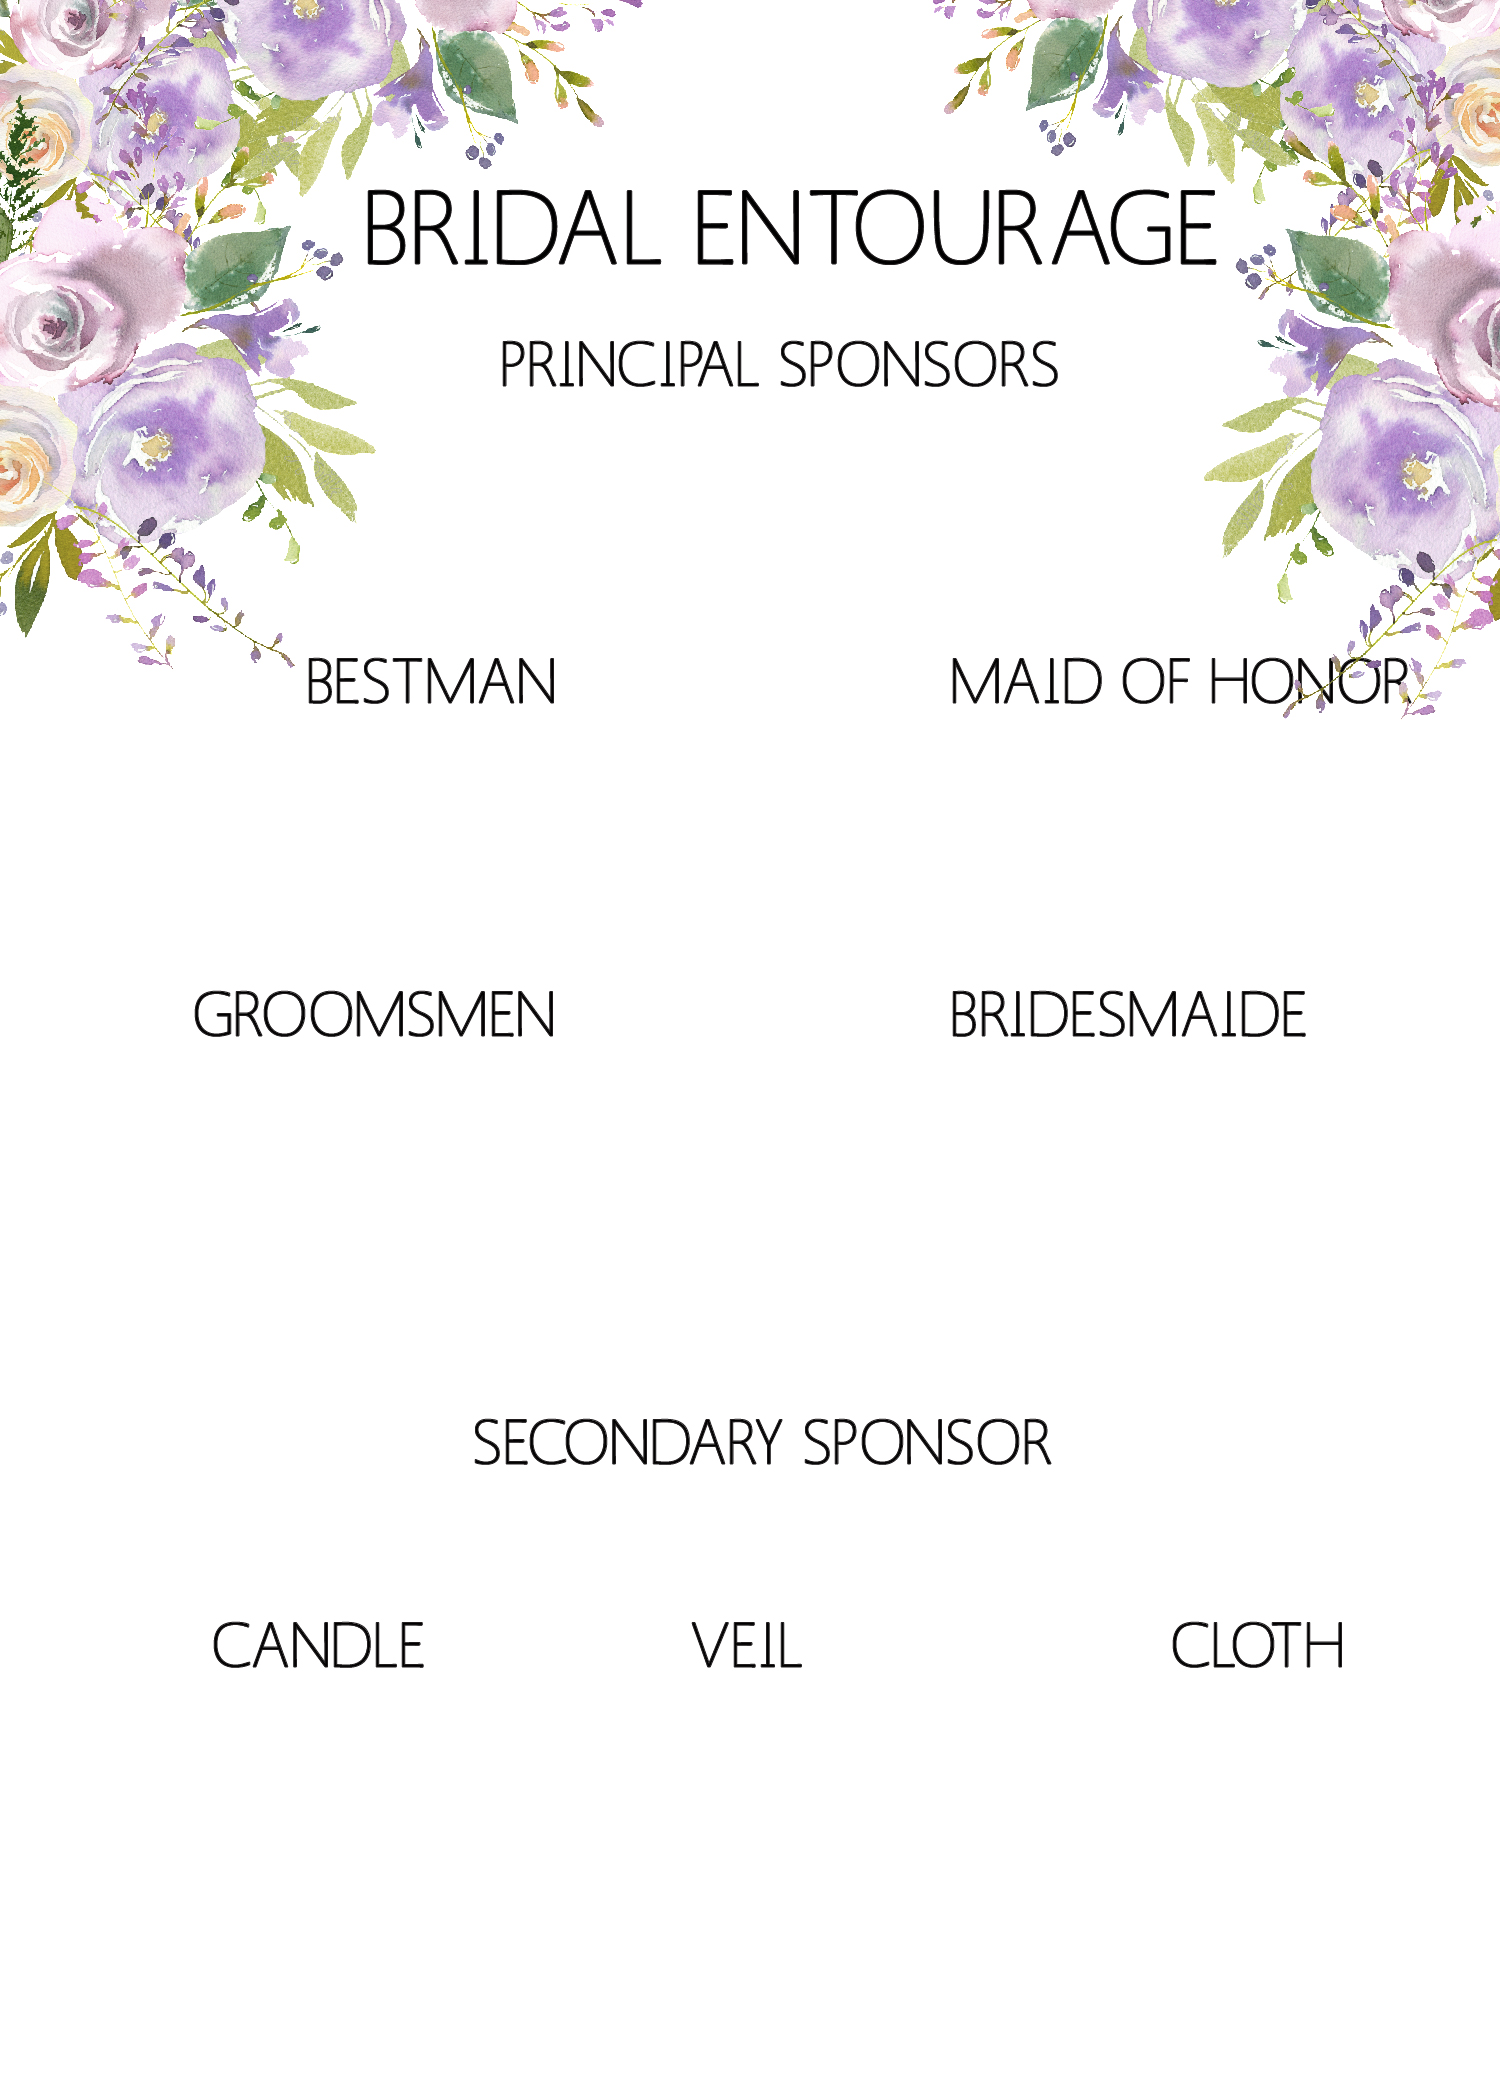 BRIDAL ENTOURAGE
PRINCIPAL SPONSORS
BESTMAN
MAID OF HONOR
GROOMSMEN
BRIDESMAIDE
SECONDARY SPONSOR
CANDLE
VEIL
CLOTH